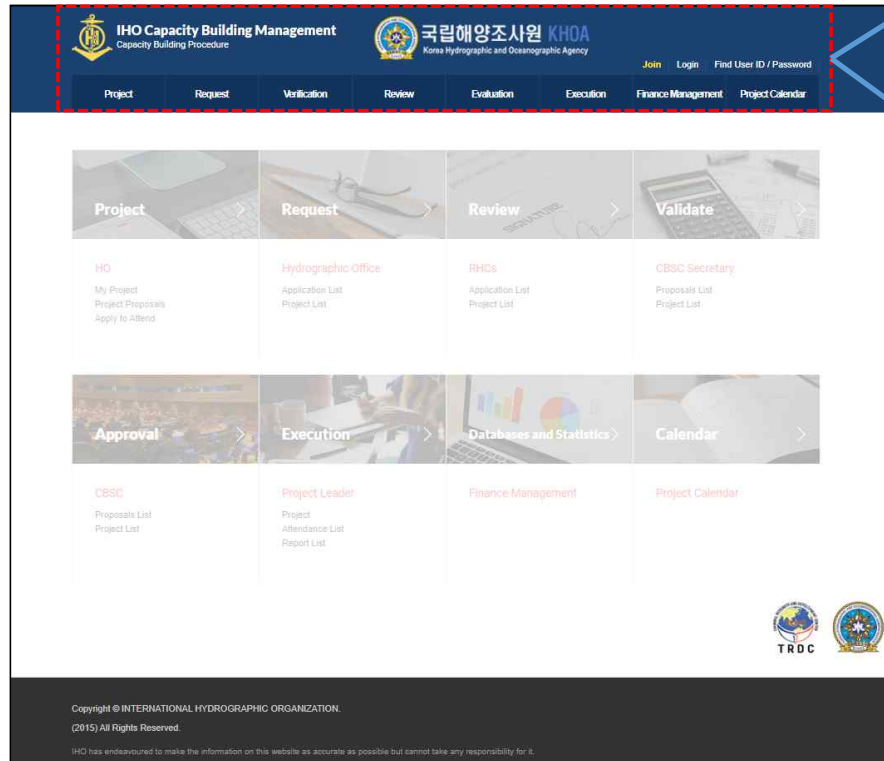 IHO Capacity Building Management
Capacity Building Procedure
국립해양조사원 KHOA
Korea Hydrographic and Oceanographic Agency
Join Login Find User ID / Password
Project Request Verification Review Evaluation Execution Finance Management Project Calendar
Project Request Review Validate
SIGNATURE
HO Hydrographic Office RHCs CBSC Secretary
My Project Application List Application List Proposals List
Project Proposals Project List Project List Project List
Apply to Attend
Approval Execution Databases and Statistics Calendar
CBSC Project Leader Finance Management Project Calendar
Proposals List Project
Project List Attendance List
Report List
TRDC
Copyright © INTERNATIONAL HYDROGRAPHIC ORGANIZATION.
(2015) All Rights Reserved.
IHO has endeavoured to make the information on this website as accurate as possible but cannot take any responsibility for it.